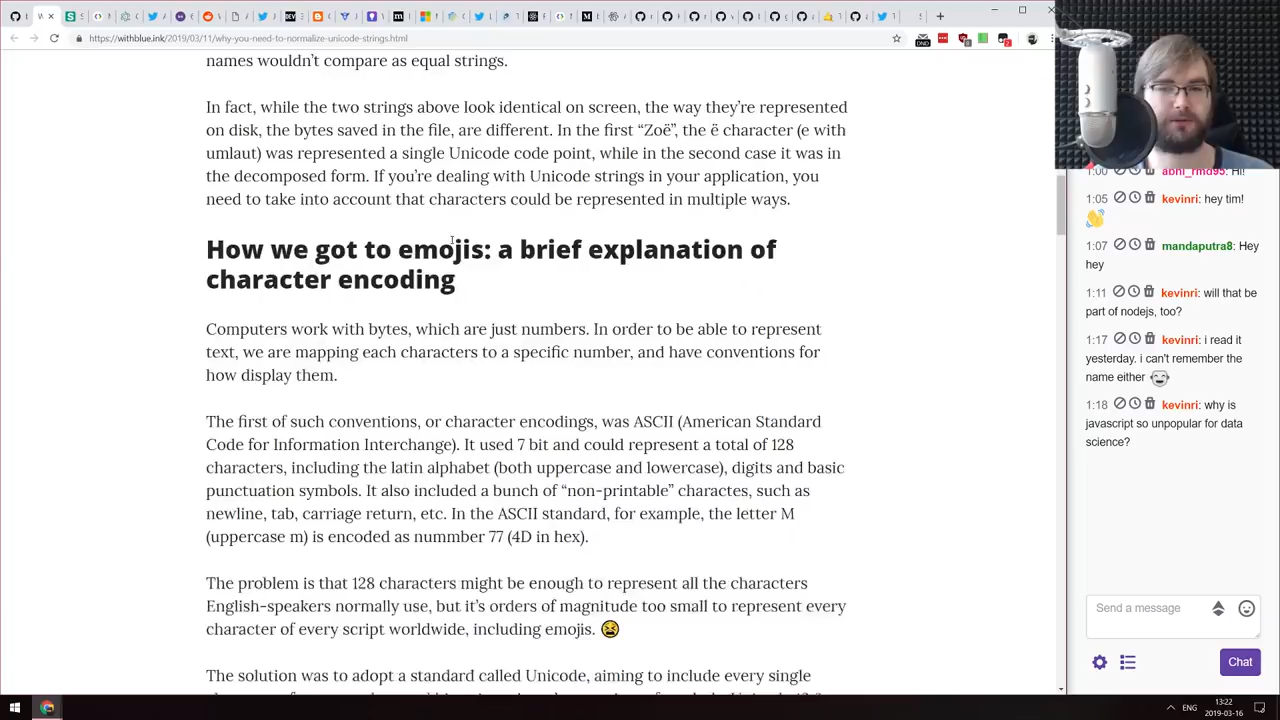 https://withblue.ink/2019/03/11/why-you-need-to-normalize-unicode-strings.html
names wouldn’t compare as equal strings.
In fact, while the two strings above look identical on screen, the way they’re represented
on disk, the bytes saved in the file, are different. In the first “Zoë”, the ë character (e with
umlaut) was represented a single Unicode code point, while in the second case it was in
the decomposed form. If you’re dealing with Unicode strings in your application, you
need to take into account that characters could be represented in multiple ways.
How we got to emojis: a brief explanation of
character encoding
Computers work with bytes, which are just numbers. In order to be able to represent
text, we are mapping each characters to a specific number, and have conventions for
how display them.
The first of such conventions, or character encodings, was ASCII (American Standard
Code for Information Interchange). It used 7 bit and could represent a total of 128
characters, including the latin alphabet (both uppercase and lowercase), digits and basic
punctuation symbols. It also included a bunch of “non-printable” charactes, such as
newline, tab, carriage return, etc. In the ASCII standard, for example, the letter M
(uppercase m) is encoded as nummber 77 (4D in hex).
The problem is that 128 characters might be enough to represent all the characters
English-speakers normally use, but it’s orders of magnitude too small to represent every
character of every script worldwide, including emojis. 😫
The solution was to adopt a standard called Unicode, aiming to include every single
1:00 abhi_rmd95: Hi!
1:05 kevinri: hey tim!
1:07 mandaputra8: Hey
hey
1:11 kevinri: will that be
part of nodejs, too?
1:17 kevinri: i read it
yesterday. i can't remember the
name either
1:18 kevinri: why is
javascript so unpopular for data
science?
Send a message
Chat
ENG
13:22
2019-03-16